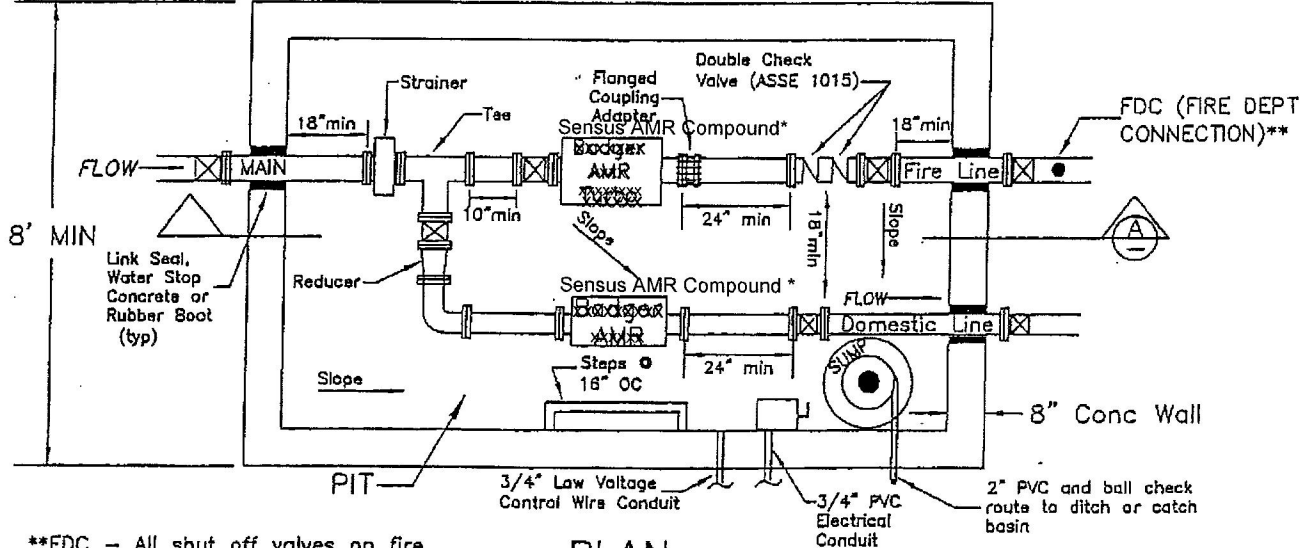 Double Check
Valve (ASSE 1015)
Flanged
Coupling
Adapter
Strainer
Tee
18"min
18"min
FDC (FIRE DEPT
CONNECTION)**
Sensus AMR Compound*
Badger
AMR
Turbo
FLOW
MAIN
Fire Line
10"min
24" min
18"min
Slope
Slope
A
8' MIN
Link Seal,
Water Stop
Concrete or
Rubber Boot
(typ)
Reducer
Sensus AMR Compound *
Badger
AMR
FLOW
Domestic Line
Steps @
16" OC
24" min
SUMP
Slope
8" Conc Wall
PIT
3/4" Low Voltage
Control Wire Conduit
3/4" PVC
Electrical
Conduit
2" PVC and ball check
route to ditch or catch
basin
**FDC - All shut off valves on fire
PLAN